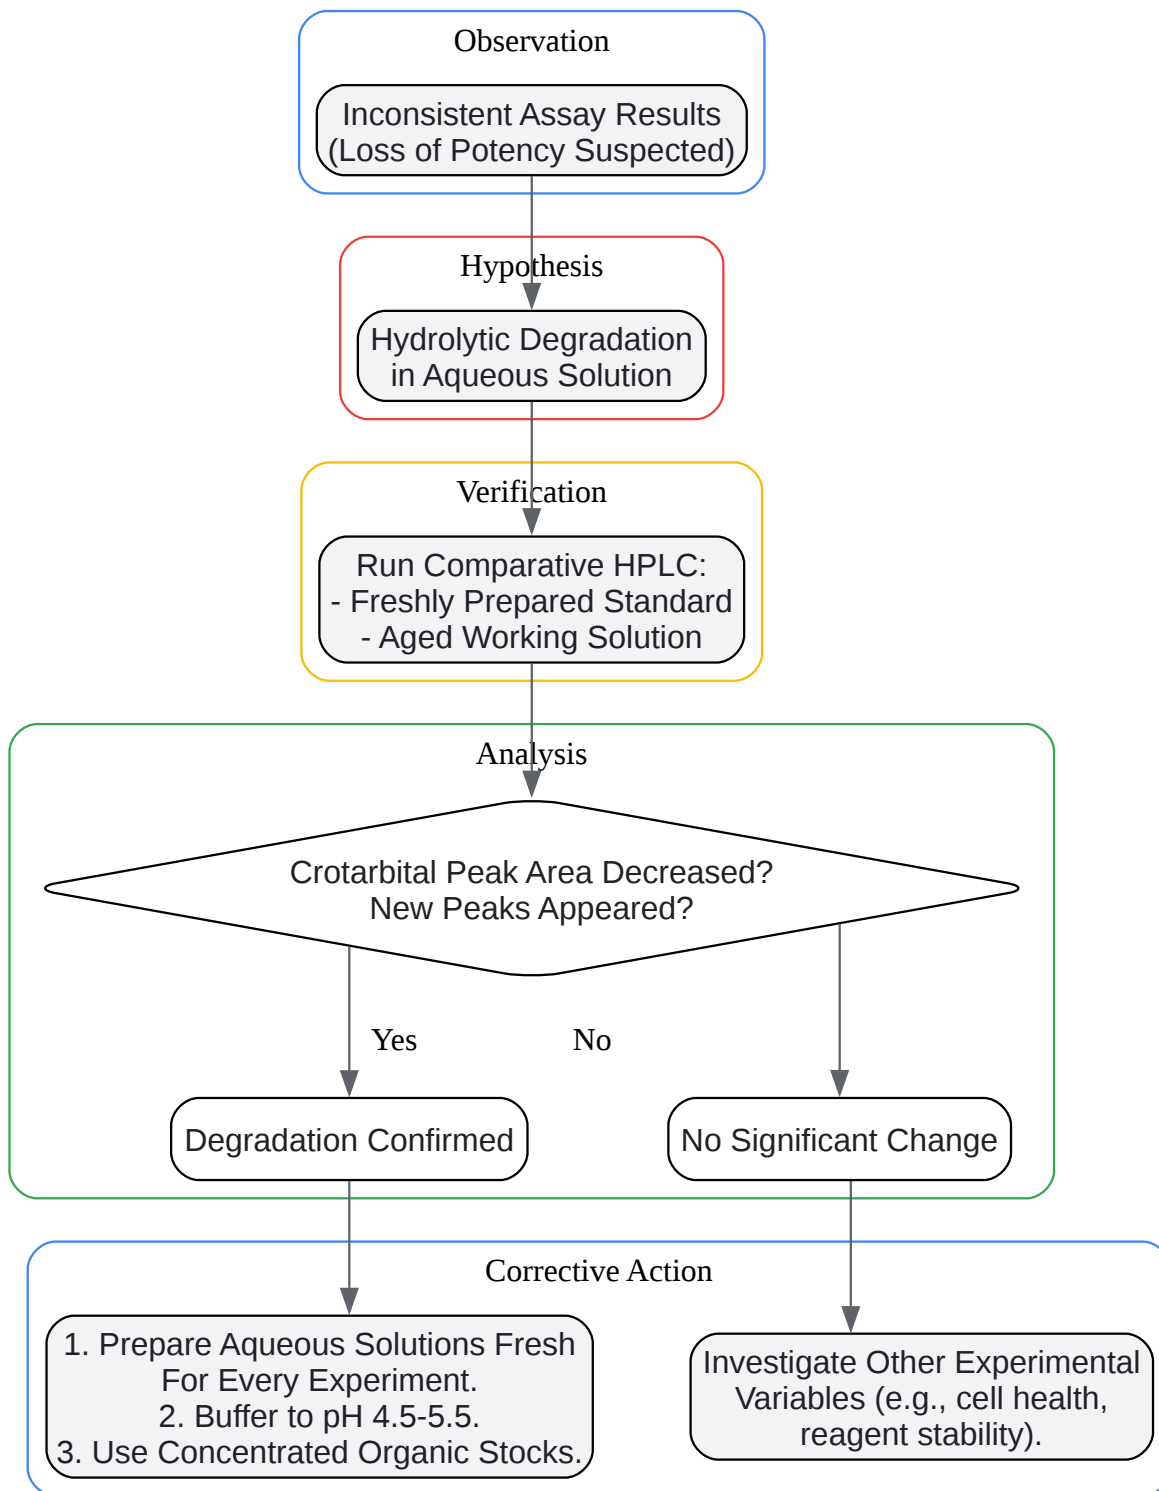 Observation
Inconsistent Assay Results
(Loss of Potency Suspected)
Hypothesis
Hydrolytic Degradation
in Aqueous Solution
Verification
Run Comparative HPLC:
- Freshly Prepared Standard
- Aged Working Solution
Analysis
Crotarbital Peak Area Decreased?
New Peaks Appeared?
Yes
No
Degradation Confirmed
No Significant Change
Corrective Action
1. Prepare Aqueous Solutions Fresh
For Every Experiment.
2. Buffer to pH 4.5-5.5.
3. Use Concentrated Organic Stocks.
Investigate Other Experimental
Variables (e.g., cell health,
reagent stability).